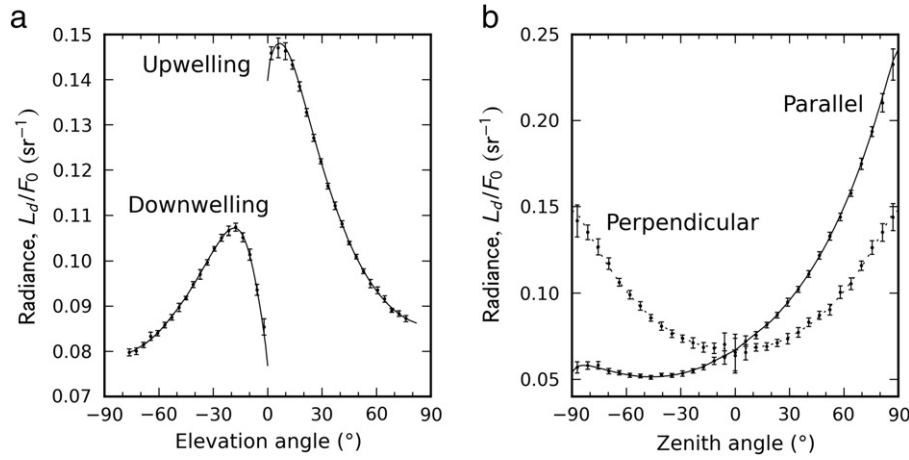 a
Radiance, L_d/F_0 (sr⁻¹)
0.15
0.14
0.13
0.12
0.11
0.10
0.09
0.08
0.07
Upwelling
Downwelling
−90 −60 −30 0 30 60 90
Elevation angle (°)
b
Radiance, L_d/F_0 (sr⁻¹)
0.25
0.20
0.15
0.10
0.05
Parallel
Perpendicular
−90 −60 −30 0 30 60 90
Zenith angle (°)